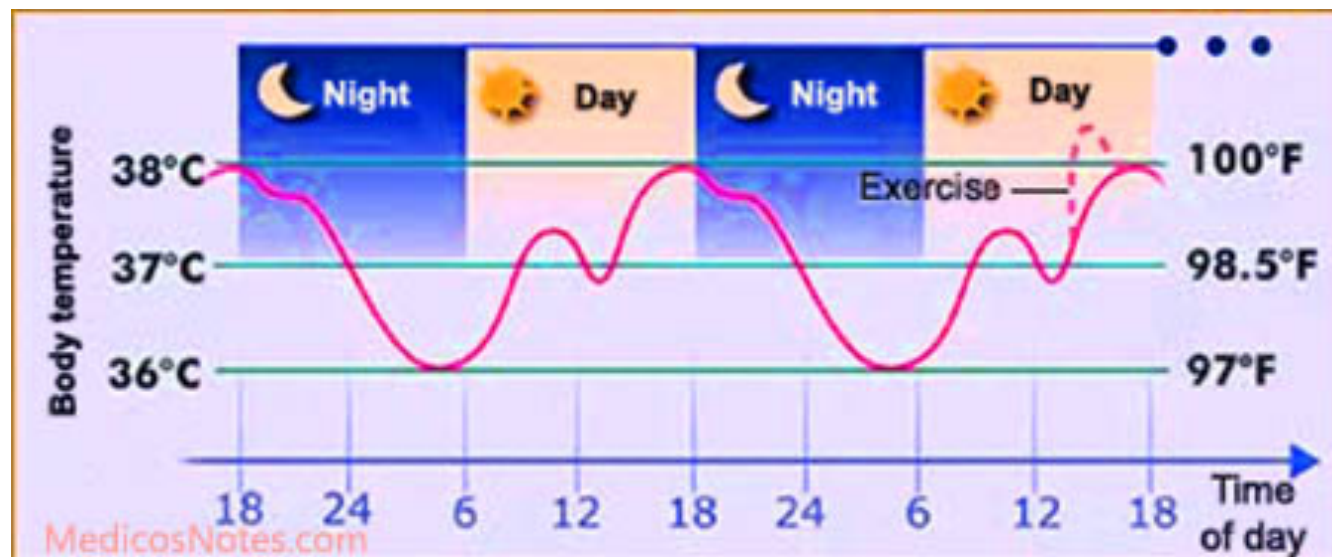 Night
Day
Night
Day
38°C
100°F
Exercise
37°C
98.5°F
36°C
97°F
Body temperature
18 24 6 12 18 24 6 12 18
Time
of day
MedicosNotes.com